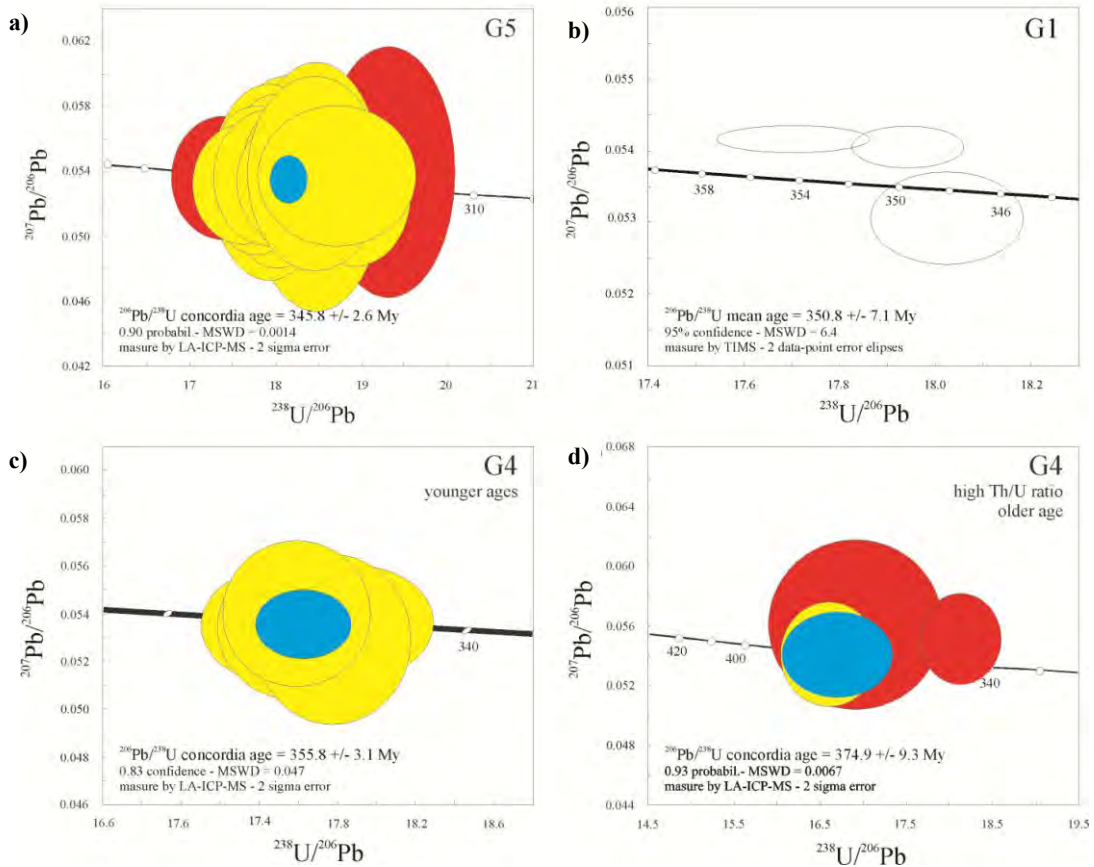 a)
G5
0.062
0.058
0.054
0.050
0.046
0.042
207Pb/206Pb
310
206Pb/238U concordia age = 345.8 +/- 2.6 My
0.90 probabil.- MSWD = 0.0014
masure by LA-ICP-MS - 2 sigma error
16 17 18 19 20 21
238U/206Pb
b)
G1
0.056
0.055
0.054
0.053
0.052
0.051
207Pb/206Pb
358 354 350 346
206Pb/238U mean age = 350.8 +/- 7.1 My
95% confidence - MSWD = 6.4
masure by TIMS - 2 data-point error elipses
17.4 17.6 17.8 18.0 18.2
238U/206Pb
c)
G4
younger ages
0.060
0.058
0.056
0.054
0.052
0.050
0.048
0.046
207Pb/206Pb
340
206Pb/238U concordia age = 355.8 +/- 3.1 My
0.83 confidence - MSWD = 0.047
masure by LA-ICP-MS - 2 sigma error
16.6 17.6 17.4 17.8 18.2 18.6
238U/206Pb
d)
G4
high Th/U ratio
older age
0.068
0.064
0.060
0.056
0.052
0.048
0.044
207Pb/206Pb
420 400 340
206Pb/238U concordia age = 374.9 +/- 9.3 My
0.93 probabil.- MSWD = 0.0067
masure by LA-ICP-MS - 2 sigma error
14.5 15.5 16.5 17.5 18.5 19.5
238U/206Pb